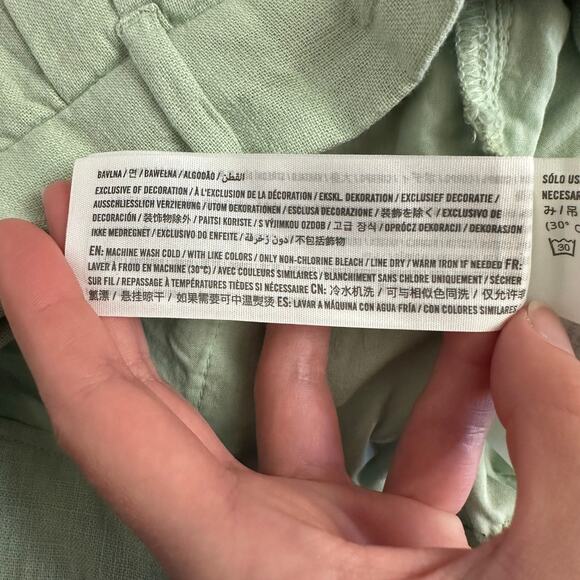 BAVLNA / 면 / BAWEŁNA / ALGODÃO / القطن
EXCLUSIVE OF DECORATION / À L'EXCLUSION DE LA DÉCORATION / EKSKL. DEKORATION / EXCLUSIEF DECORATIE /
AUSSCHLIESSLICH VERZIERUNG / UTOM DEKORATIONEN / ESCLUSA DECORAZIONE / 装飾を除く / EXCLUSIVO DE
DECORACIÓN / 装饰物除外 / PAITSI KORISTE / S VÝJIMKOU OZDOB / 고급 장식 / OPRÓCZ DEKORACJI / DEKORASJON
IKKE MEDREGNET / EXCLUSIVO DO ENFEITE / دون زخرفة / 不包括飾物
EN: MACHINE WASH COLD / WITH LIKE COLORS / ONLY NON-CHLORINE BLEACH / LINE DRY / WARM IRON IF NEEDED FR:
LAVER À FROID EN MACHINE (30°C) / AVEC COULEURS SIMILAIRES / BLANCHIMENT SANS CHLORE UNIQUEMENT / SÉCHER
SUR FIL / REPASSAGE À TEMPÉRATURES TIÈDES SI NÉCESSAIRE CN: 冷水机洗 / 可与相似色同洗 / 仅允许
氯漂 / 悬挂晾干 / 如果需要可中温熨烫 ES: LAVAR A MÁQUINA CON AGUA FRÍA / CON COLORES SIMILARES
SÓLO US
NECESAR
み / 吊
(30° C
30